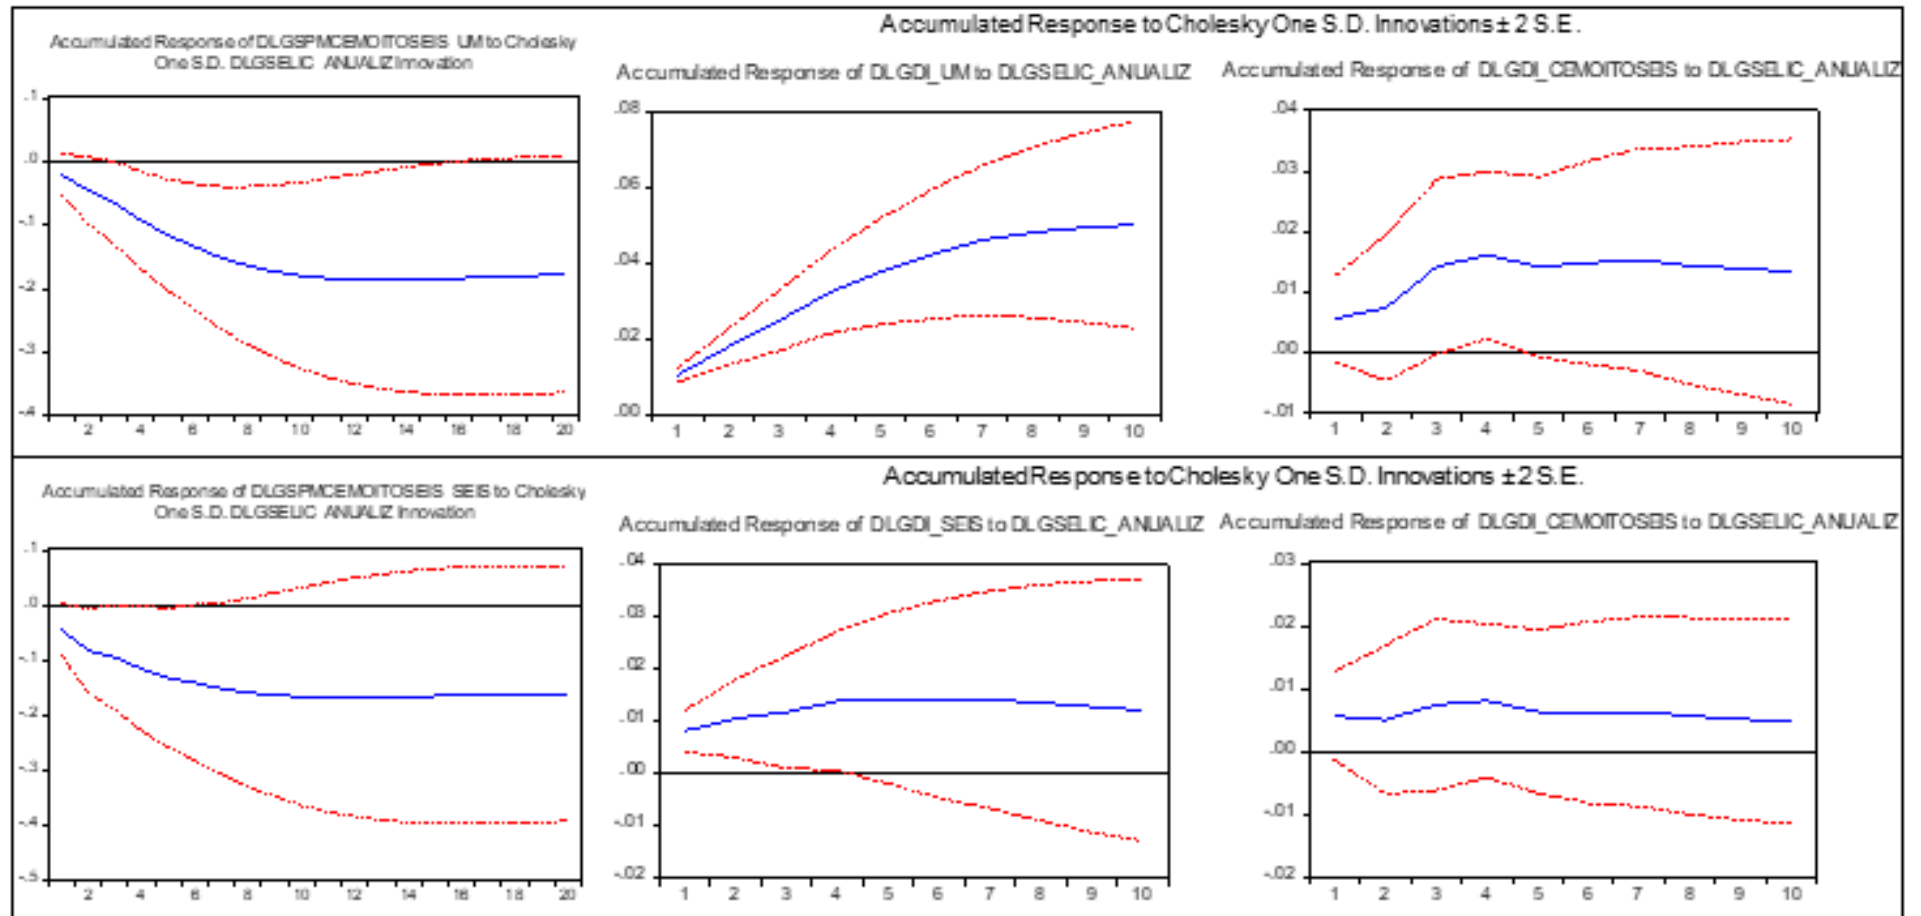 Accumulated Response to Cholesky One S.D. Innovations ± 2 S.E.
Accumulated Response of DLGSPMCEMOITOSEIS UM to Cholesky
One S.D. DLGSELIC ANUALIZ Innovation
.1
.0
-.1
-.2
-.3
-.4
2 4 6 8 10 12 14 16 18 20
Accumulated Response of DLGDI_UM to DLGSELIC_ANUALIZ
.08
.06
.04
.02
.00
1 2 3 4 5 6 7 8 9 10
Accumulated Response of DLGDI_CEMOITOSEIS to DLGSELIC_ANUALIZ
.04
.03
.02
.01
.00
-.01
1 2 3 4 5 6 7 8 9 10
Accumulated Response to Cholesky One S.D. Innovations ± 2 S.E.
Accumulated Response of DLGSPMCEMOITOSEIS SEIS to Cholesky
One S.D. DLGSELIC ANUALIZ Innovation
.1
.0
-.1
-.2
-.3
-.4
-.5
2 4 6 8 10 12 14 16 18 20
Accumulated Response of DLGDI_SEIS to DLGSELIC_ANUALIZ
.04
.03
.02
.01
.00
-.01
-.02
1 2 3 4 5 6 7 8 9 10
Accumulated Response of DLGDI_CEMOITOSEIS to DLGSELIC_ANUALIZ
.03
.02
.01
.00
-.01
-.02
1 2 3 4 5 6 7 8 9 10